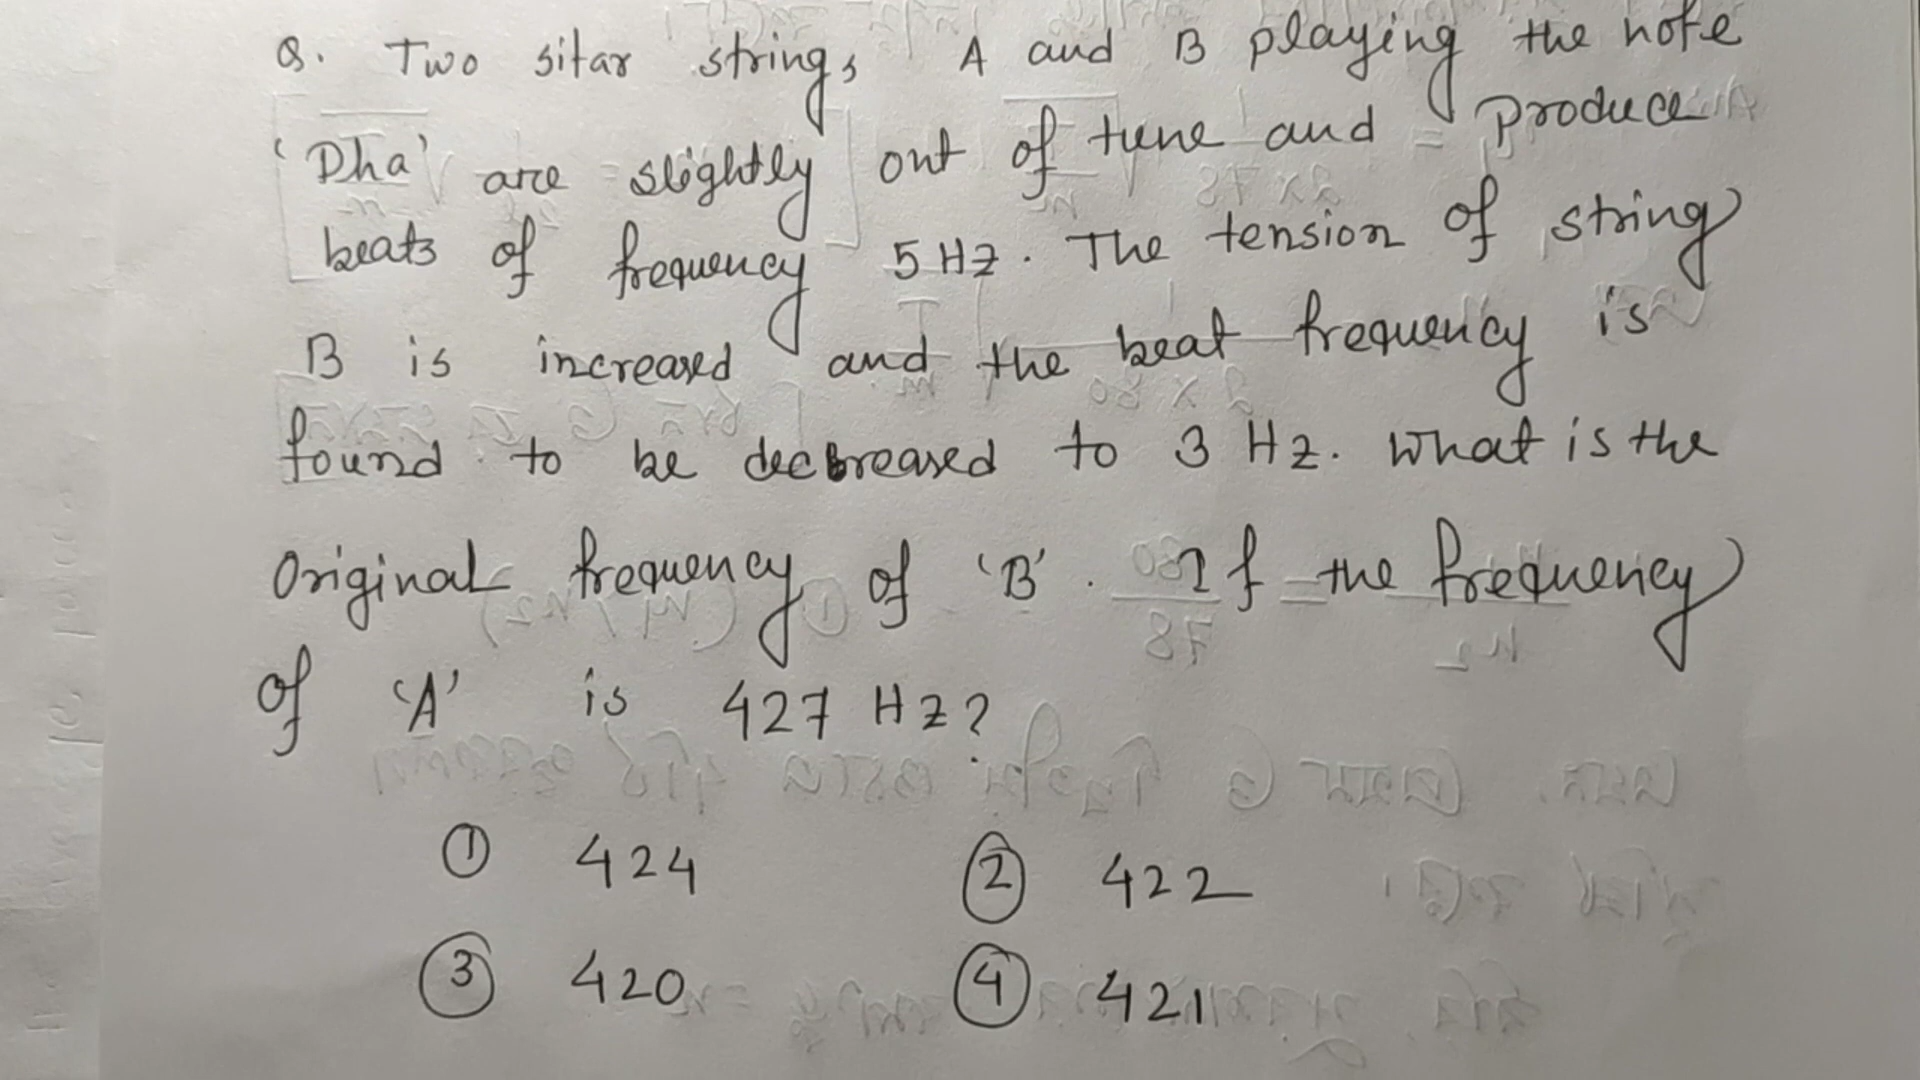 Q. Two sitar strings A and B playing the note
'Dha' are slightly out of tune and produce
beats of frequency 5 Hz. The tension of string
B is increased and the beat frequency is
found to be decreased to 3 Hz. What is the
Original frequency of 'B'. If the frequency
of 'A' is 427 Hz?
① 424 ② 422
③ 420 ④ 421